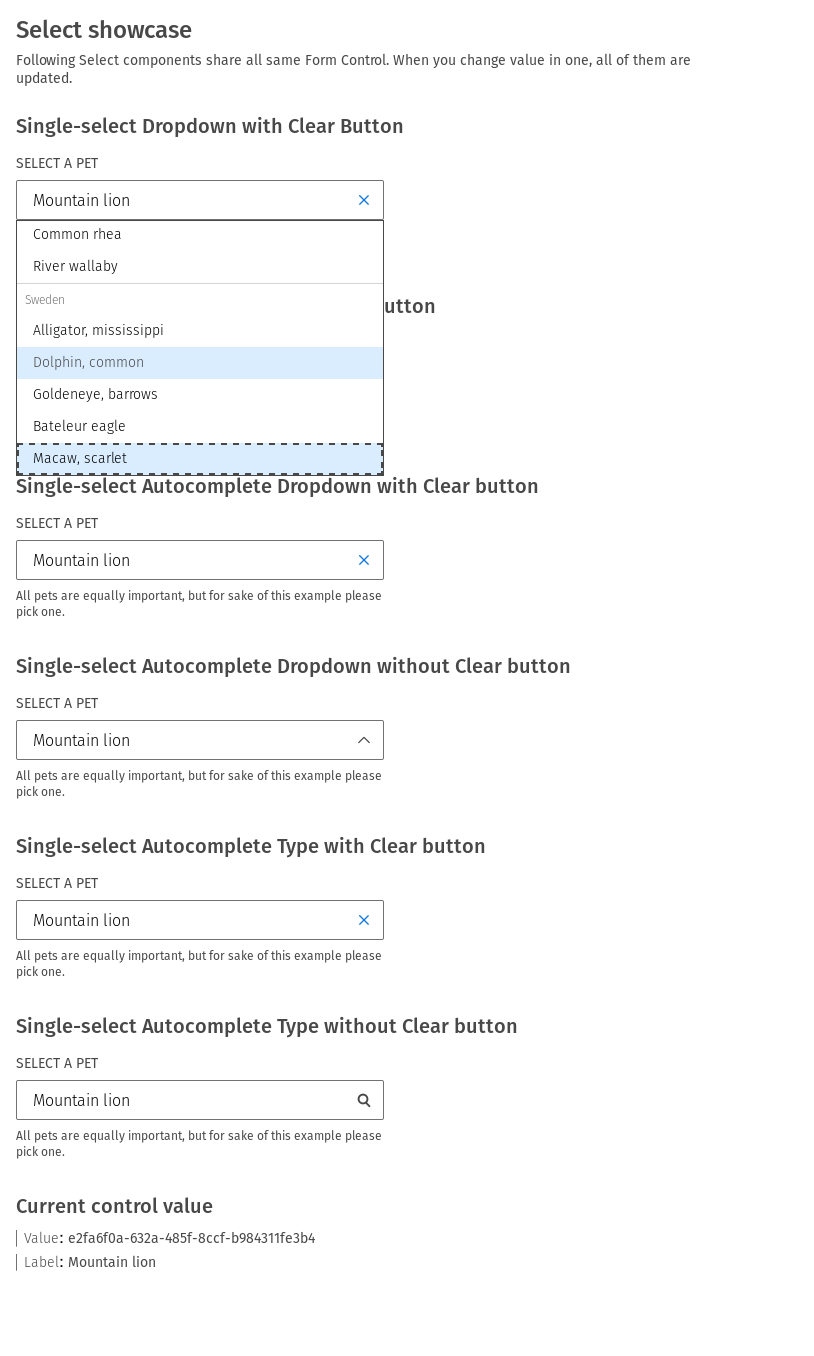 Select showcase
Following Select components share all same Form Control. When you change value in one, all of them are
updated.
Single-select Dropdown with Clear Button
SELECT A PET
Mountain lion
Common rhea
River wallaby
Sweden
utton
Alligator, mississippi
Dolphin, common
Goldeneye, barrows
Bateleur eagle
Macaw, scarlet
Single-select Autocomplete Dropdown with Clear button
SELECT A PET
Mountain lion
All pets are equally important, but for sake of this example please
pick one.
Single-select Autocomplete Dropdown without Clear button
SELECT A PET
Mountain lion
All pets are equally important, but for sake of this example please
pick one.
Single-select Autocomplete Type with Clear button
SELECT A PET
Mountain lion
All pets are equally important, but for sake of this example please
pick one.
Single-select Autocomplete Type without Clear button
SELECT A PET
Mountain lion
All pets are equally important, but for sake of this example please
pick one.
Current control value
Value: e2fa6f0a-632a-485f-8ccf-b984311fe3b4
Label: Mountain lion